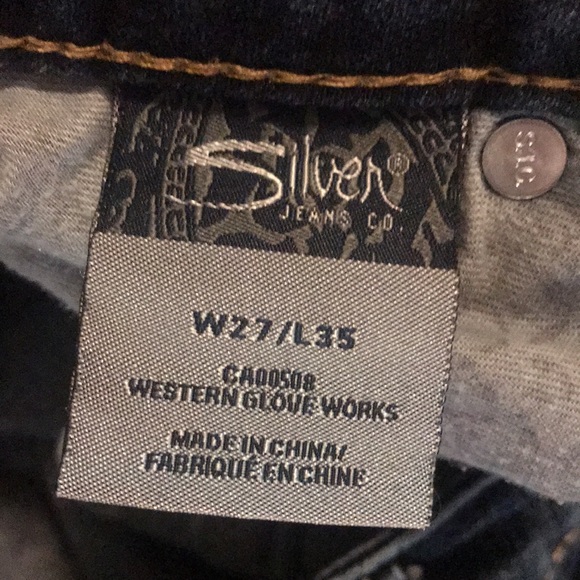 Silver®
JEANS CO.
W27/L35
CA00508
WESTERN GLOVE WORKS
MADE IN CHINA/
FABRIQUÉ EN CHINE